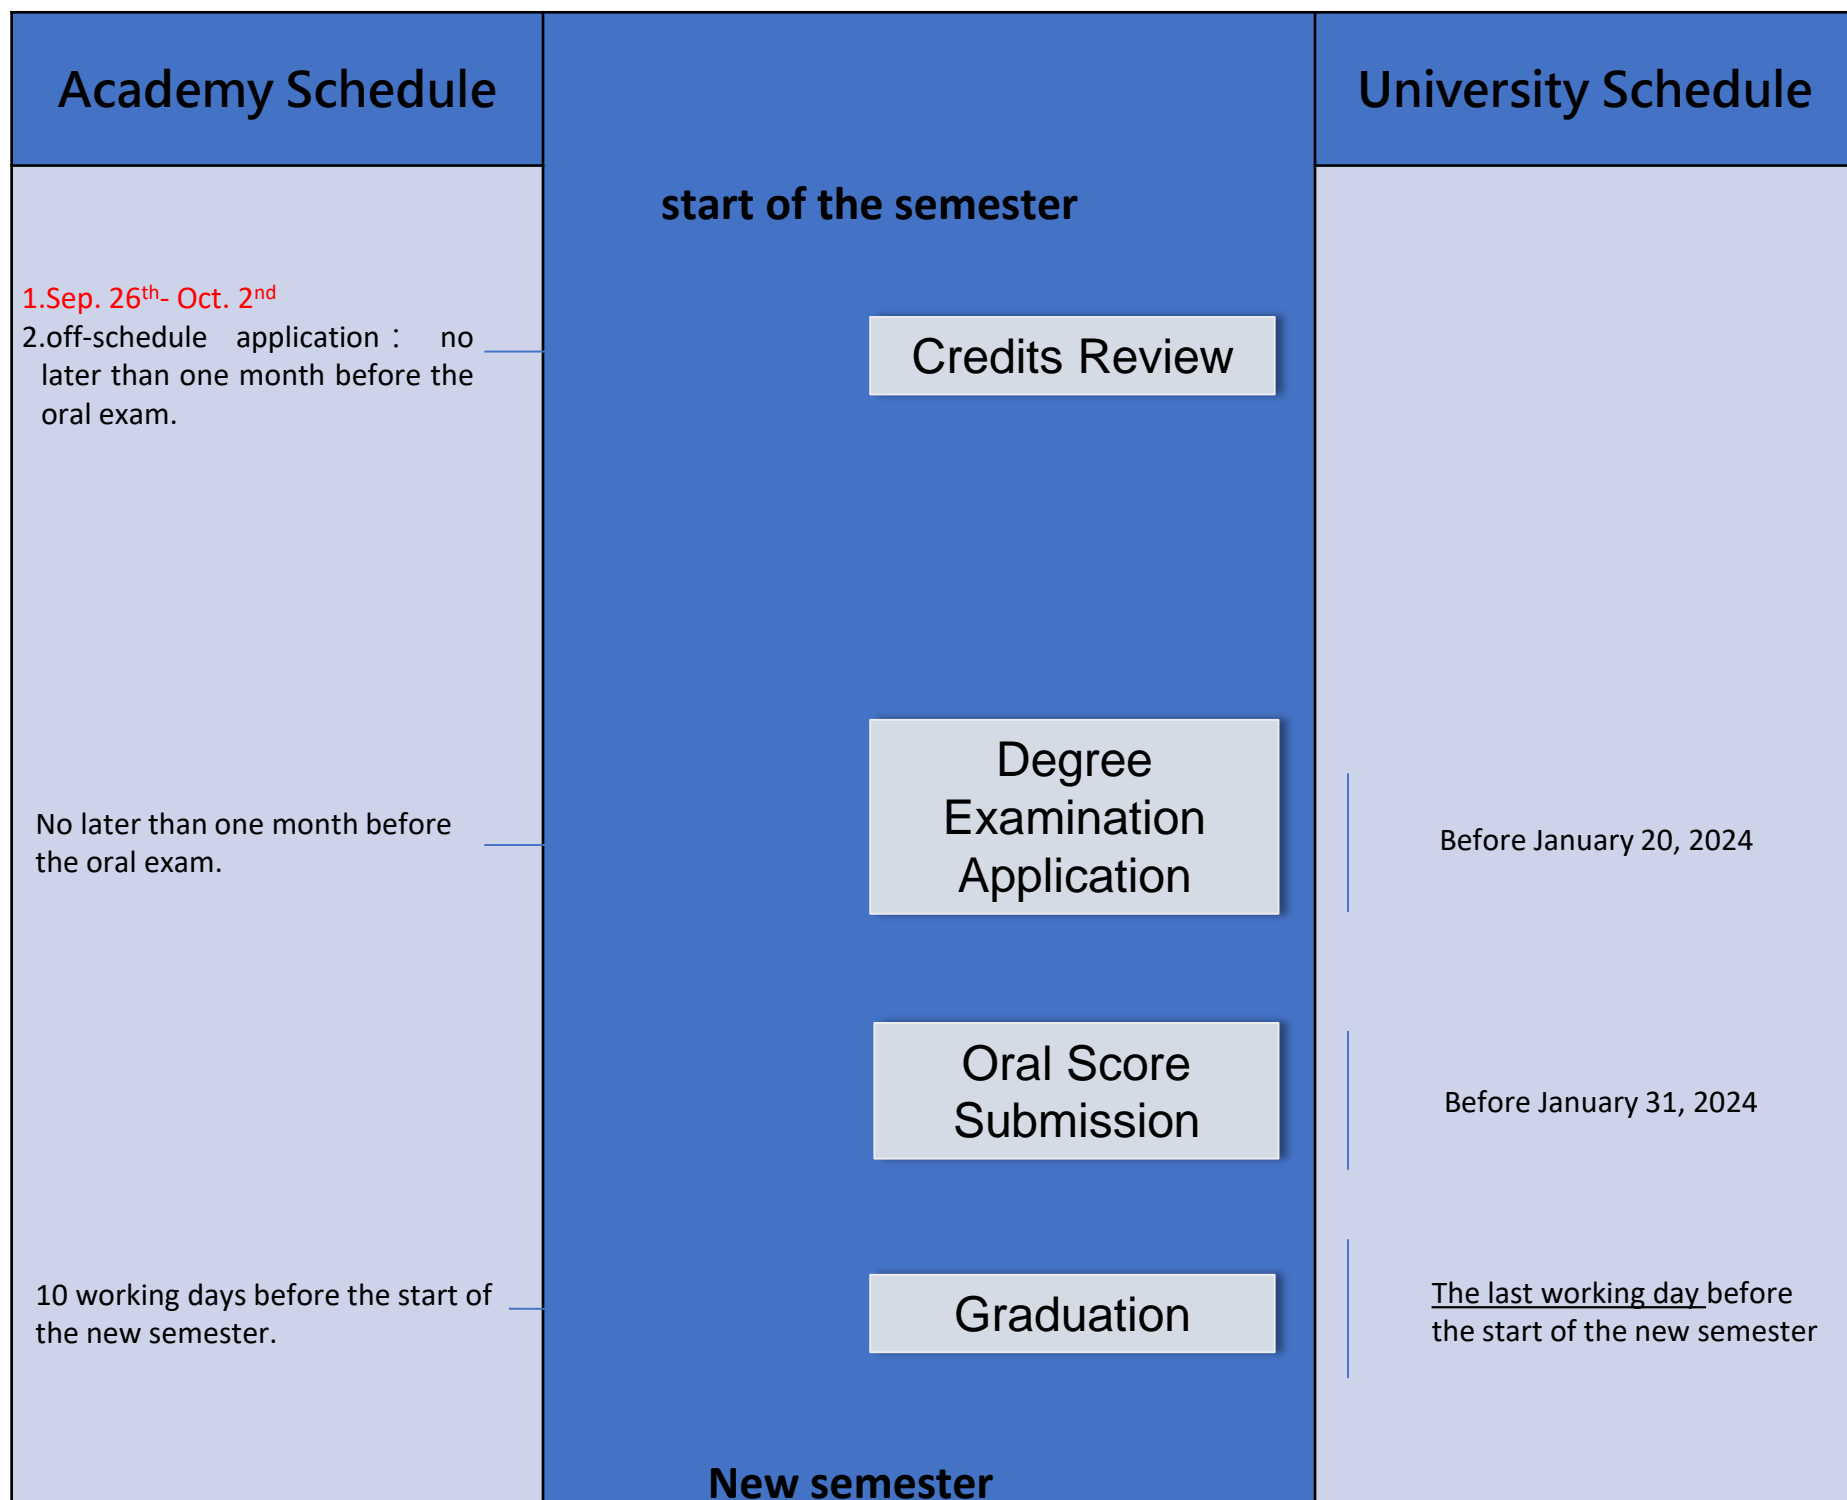 Academy Schedule
University Schedule
start of the semester
1.Sep. 26th- Oct. 2nd
2.off-schedule application： no
later than one month before the
oral exam.
Credits Review
No later than one month before
the oral exam.
Degree
Examination
Application
Before January 20, 2024
Oral Score
Submission
Before January 31, 2024
10 working days before the start of
the new semester.
Graduation
The last working day before
the start of the new semester
New semester